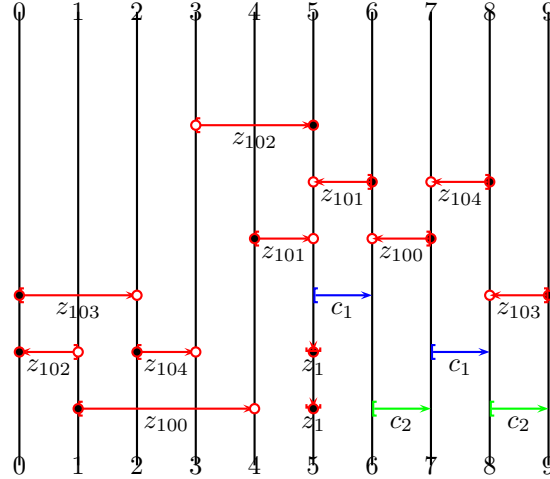 0 1 2 3 4 5 6 7 8 9
z₁₀₂
z₁₀₁ z₁₀₄
z₁₀₁ z₁₀₀
z₁₀₃ c₁ z₁₀₃
z₁₀₂ z₁₀₄ z₁ c₁
z₁₀₀ z₁ c₂ c₂
0 1 2 3 4 5 6 7 8 9